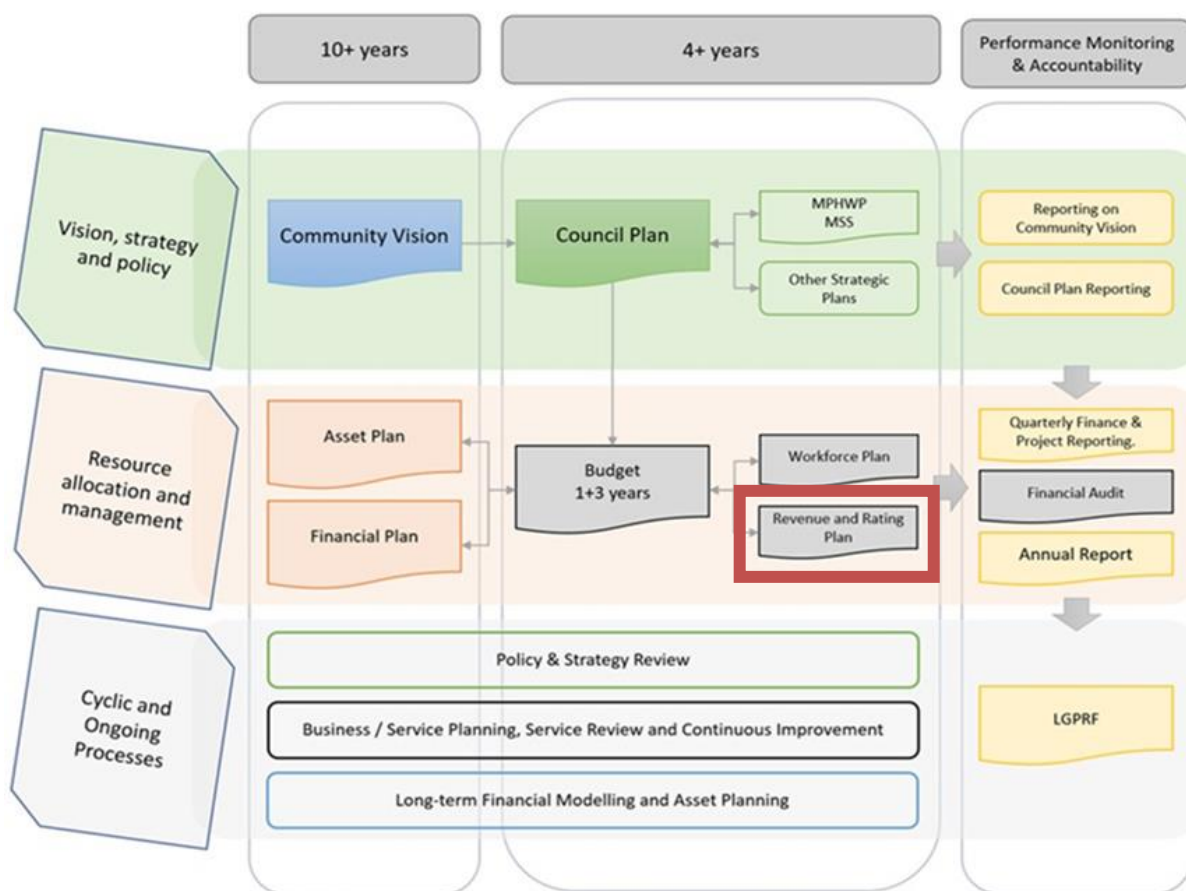 10+ years
4+ years
Performance Monitoring
& Accountability
Vision, strategy
and policy
Community Vision
Council Plan
MPHWP
MSS
Other Strategic
Plans
Reporting on
Community Vision
Council Plan Reporting
Resource
allocation and
management
Asset Plan
Financial Plan
Budget
1+3 years
Workforce Plan
Revenue and Rating
Plan
Quarterly Finance &
Project Reporting.
Financial Audit
Annual Report
Cyclic and
Ongoing
Processes
Policy & Strategy Review
Business / Service Planning, Service Review and Continuous Improvement
Long-term Financial Modelling and Asset Planning
LGPRF